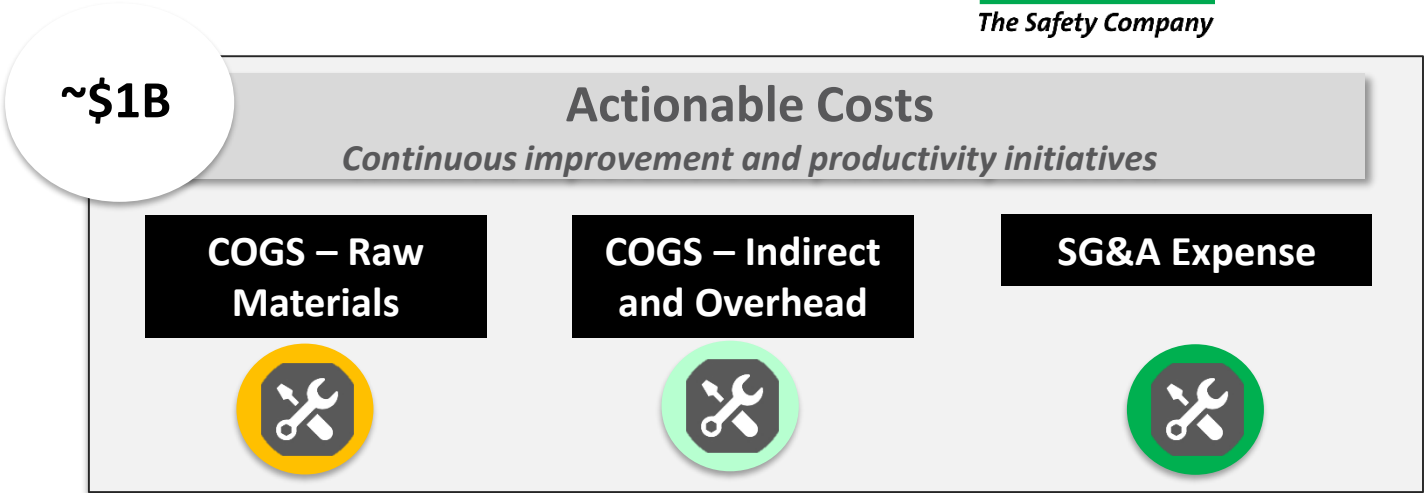 The Safety Company
~$1B
Actionable Costs
Continuous improvement and productivity initiatives
COGS – Raw
Materials
COGS – Indirect
and Overhead
SG&A Expense